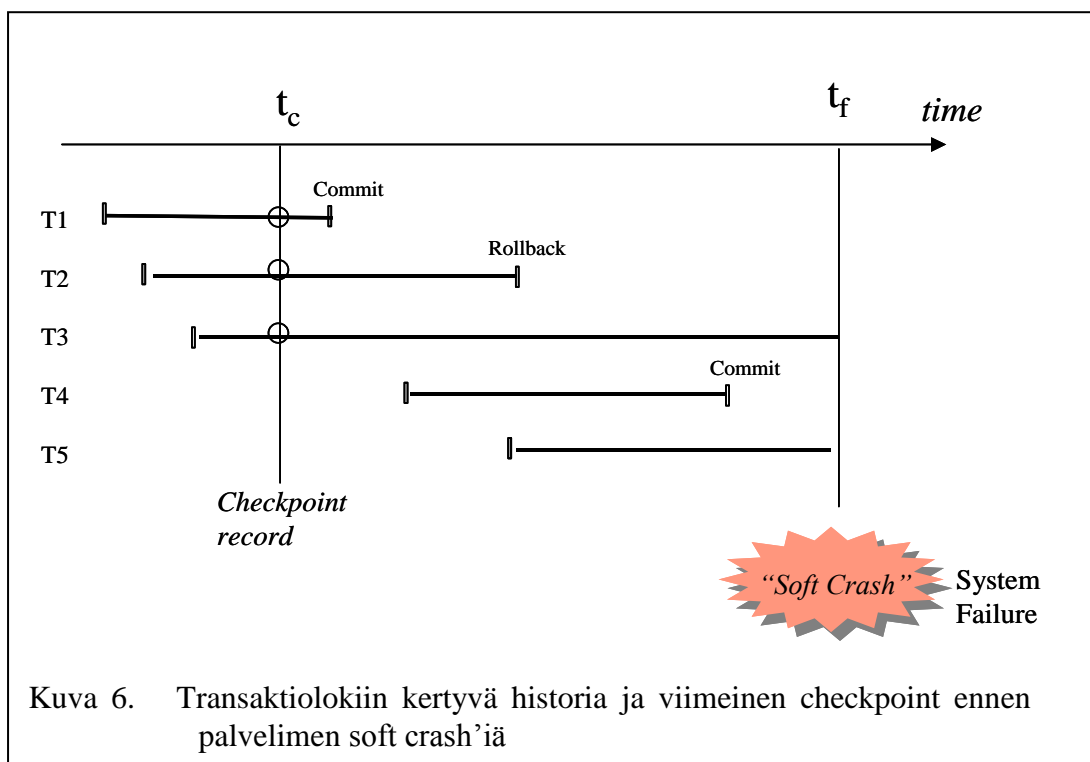 tc
tf
time
Commit
T1
Rollback
T2
T3
Commit
T4
T5
Checkpoint
record
“Soft Crash”
System
Failure
Kuva 6. Transaktiolokiin kertyvä historia ja viimeinen checkpoint ennen
palvelimen soft crash’iä